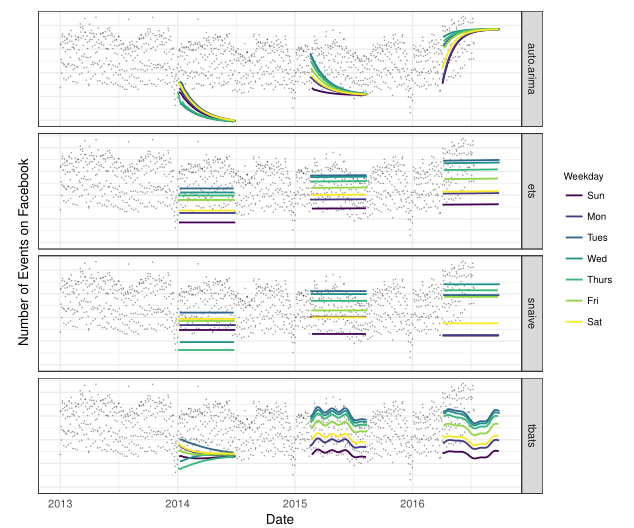 auto.arima
ets
snaive
tbats
Number of Events on Facebook
2013 2014 2015 2016
Date
Weekday
Sun
Mon
Tues
Wed
Thurs
Fri
Sat